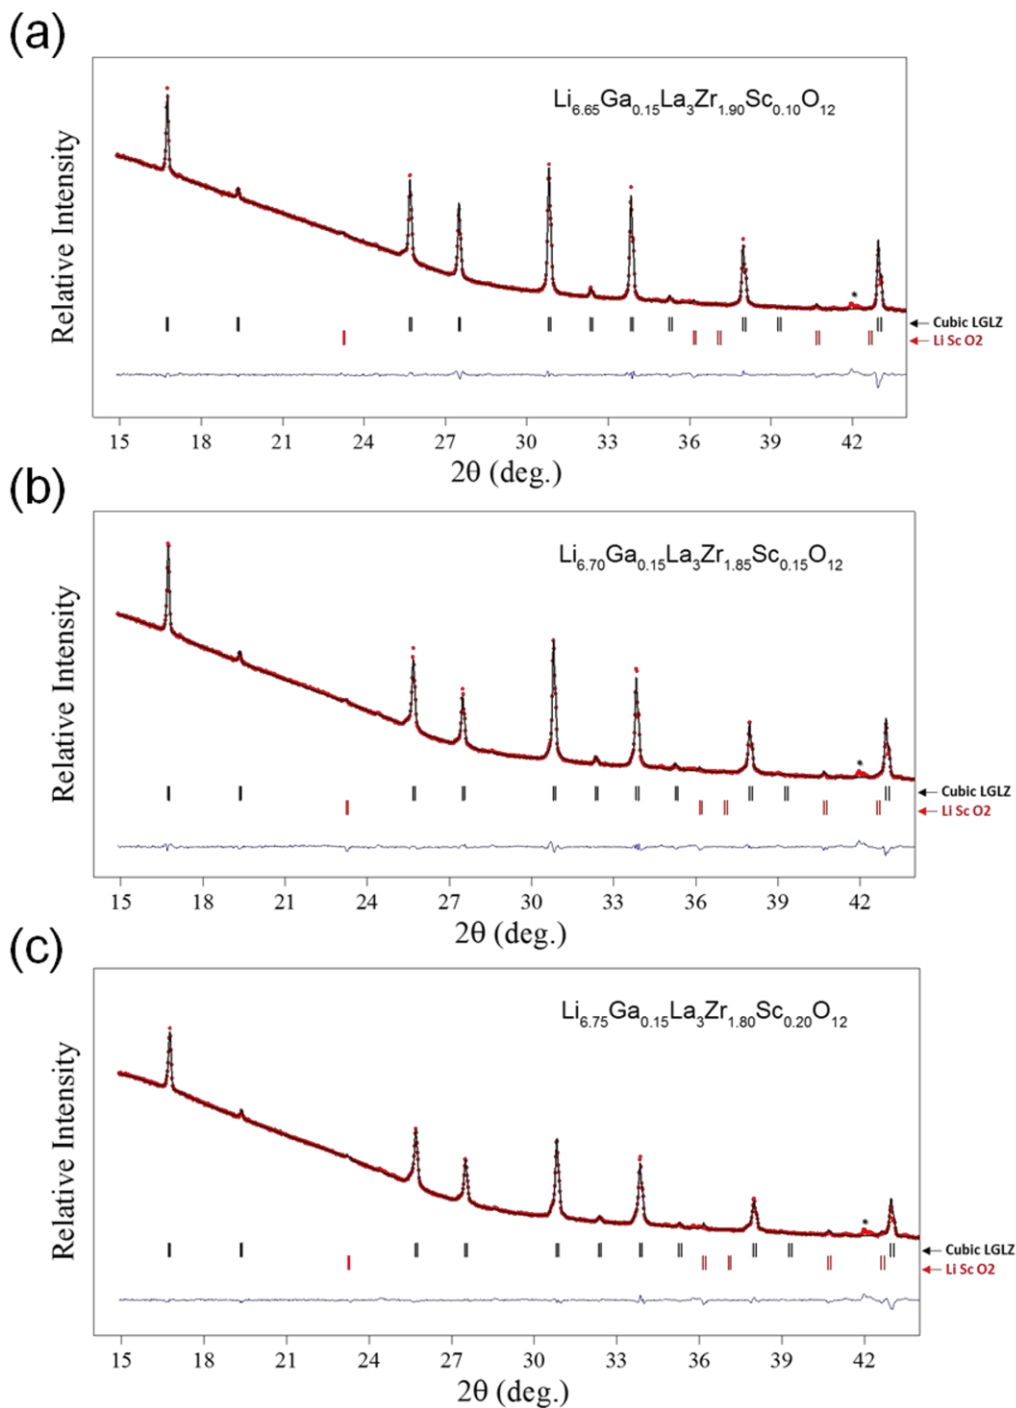 (a)
Li6.65Ga0.15La3Zr1.90Sc0.10O12
Relative Intensity
*
Cubic LGLZ
Li Sc O2
15 18 21 24 27 30 33 36 39 42
2θ (deg.)
(b)
Li6.70Ga0.15La3Zr1.85Sc0.15O12
Relative Intensity
*
Cubic LGLZ
Li Sc O2
15 18 21 24 27 30 33 36 39 42
2θ (deg.)
(c)
Li6.75Ga0.15La3Zr1.80Sc0.20O12
Relative Intensity
*
Cubic LGLZ
Li Sc O2
15 18 21 24 27 30 33 36 39 42
2θ (deg.)